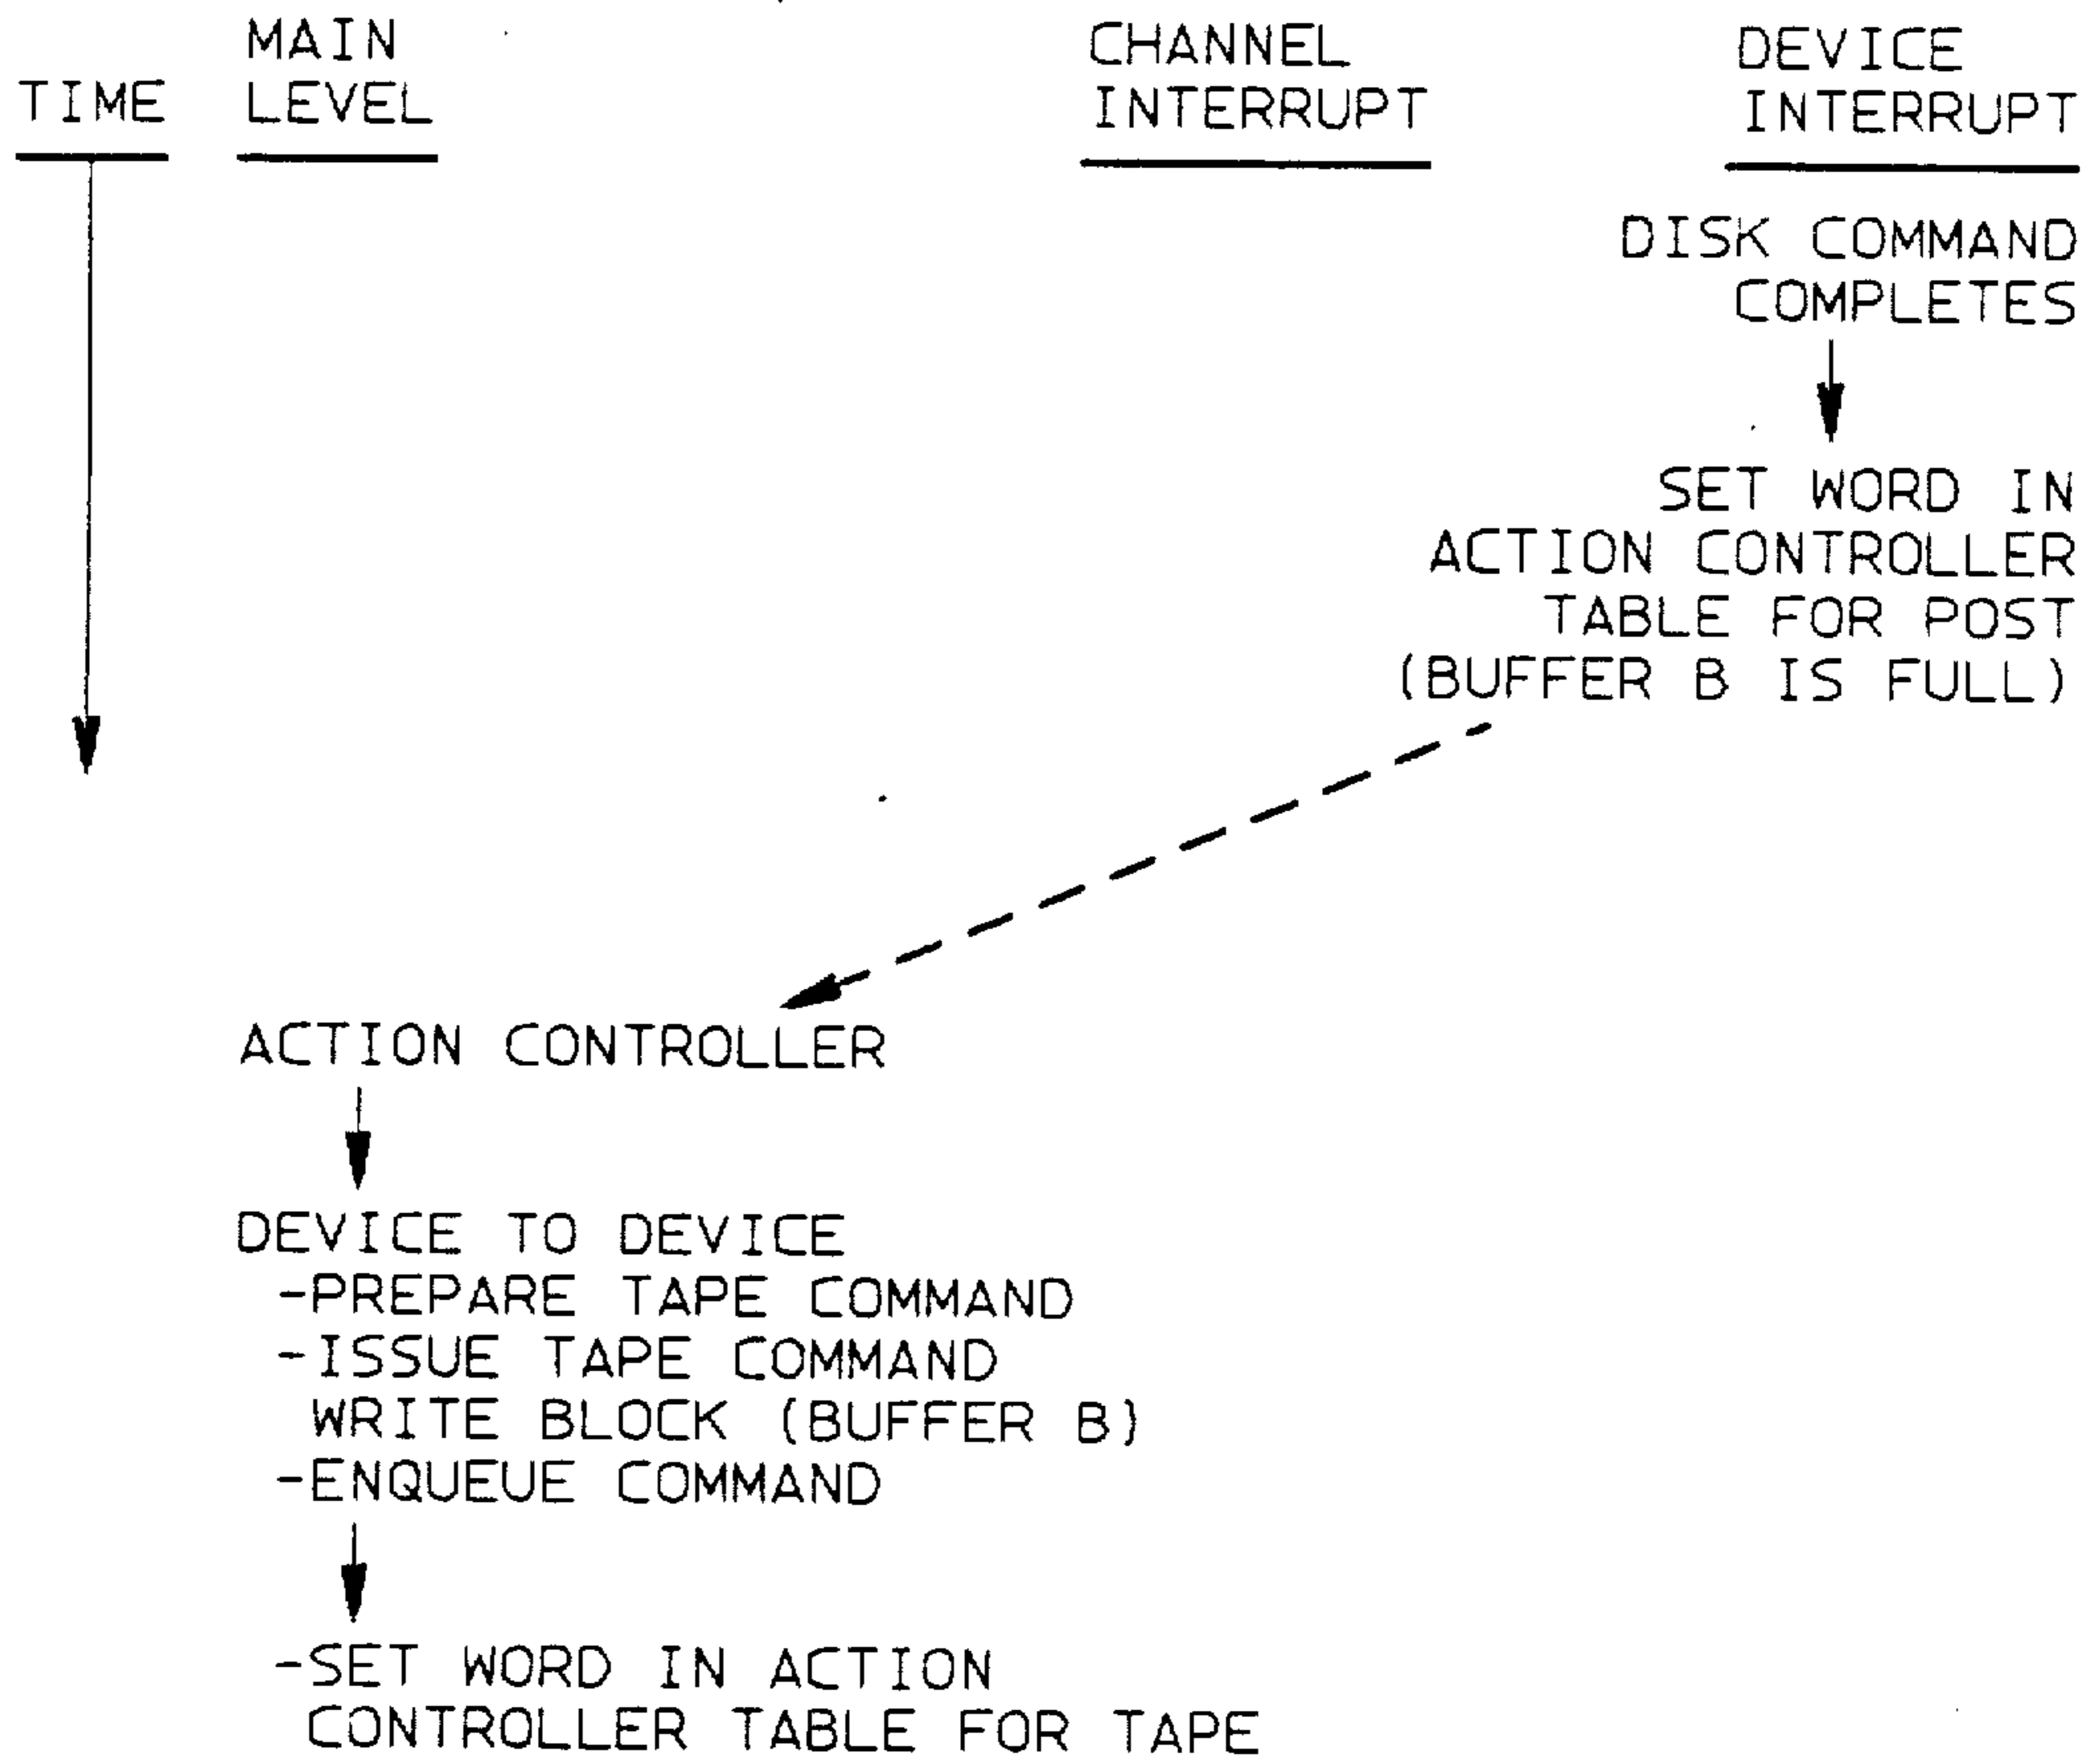 TIME
MAIN
LEVEL
CHANNEL
INTERRUPT
DEVICE
INTERRUPT
DISK COMMAND
COMPLETES
SET WORD IN
ACTION CONTROLLER
TABLE FOR POST
(BUFFER B IS FULL)
ACTION CONTROLLER
DEVICE TO DEVICE
-PREPARE TAPE COMMAND
-ISSUE TAPE COMMAND
WRITE BLOCK (BUFFER B)
-ENQUEUE COMMAND
-SET WORD IN ACTION
CONTROLLER TABLE FOR TAPE